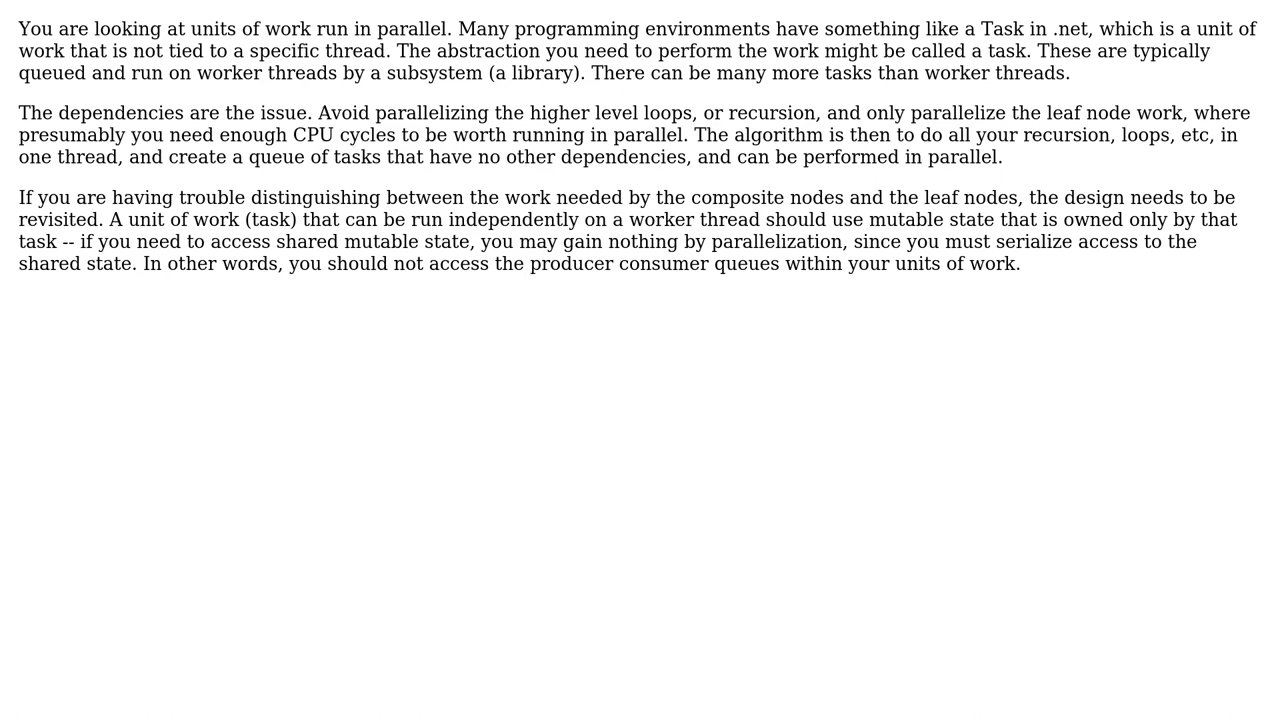 You are looking at units of work run in parallel. Many programming environments have something like a Task in .net, which is a unit of
work that is not tied to a specific thread. The abstraction you need to perform the work might be called a task. These are typically
queued and run on worker threads by a subsystem (a library). There can be many more tasks than worker threads.
The dependencies are the issue. Avoid parallelizing the higher level loops, or recursion, and only parallelize the leaf node work, where
presumably you need enough CPU cycles to be worth running in parallel. The algorithm is then to do all your recursion, loops, etc, in
one thread, and create a queue of tasks that have no other dependencies, and can be performed in parallel.
If you are having trouble distinguishing between the work needed by the composite nodes and the leaf nodes, the design needs to be
revisited. A unit of work (task) that can be run independently on a worker thread should use mutable state that is owned only by that
task -- if you need to access shared mutable state, you may gain nothing by parallelization, since you must serialize access to the
shared state. In other words, you should not access the producer consumer queues within your units of work.